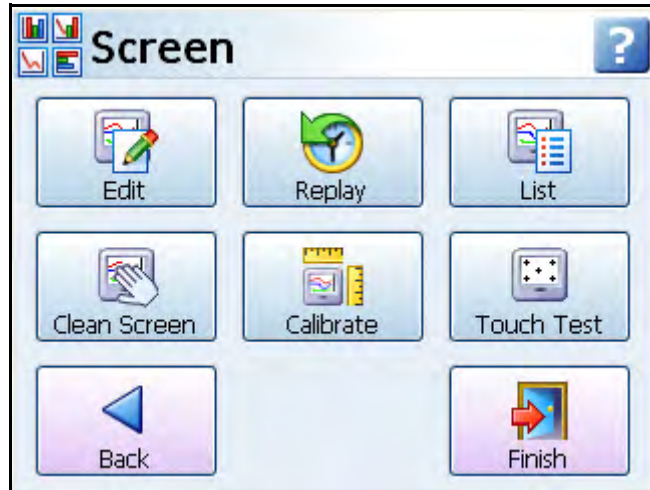 Screen
?
Edit
Replay
List
Clean Screen
Calibrate
Touch Test
Back
Finish